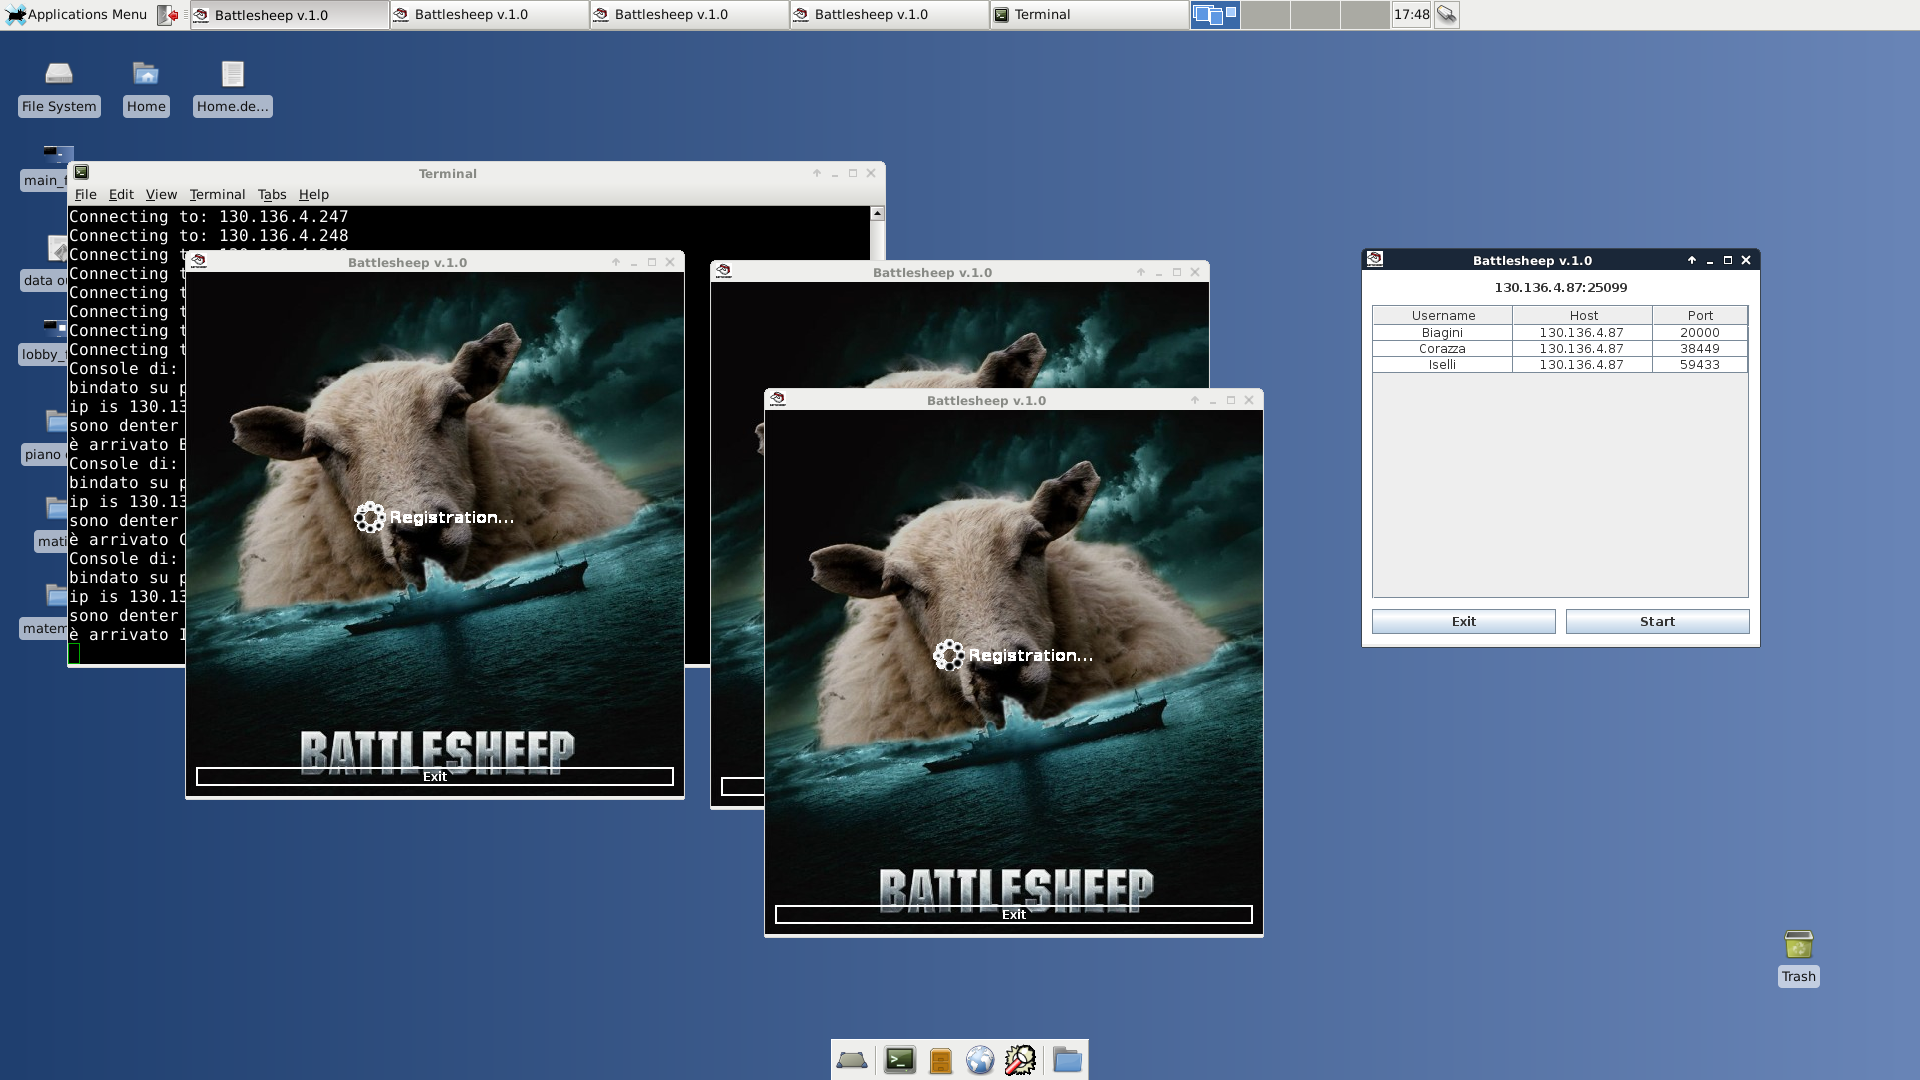 Applications Menu
Battlesheep v.1.0
Battlesheep v.1.0
Battlesheep v.1.0
Battlesheep v.1.0
Terminal
17:48
File System
Home
Home.de...
main_f
data o
lobby_
piano
mati
matem
Terminal
File Edit View Terminal Tabs Help
Connecting to: 130.136.4.247
Connecting to: 130.136.4.248
Connecting
Connecting t
Connecting t
Connecting t
Connecting t
Connecting t
Console di:
bindato su p
ip is 130.13
sono denter
è arrivato B
Console di:
bindato su p
ip is 130.13
sono denter
è arrivato C
Console di:
bindato su p
ip is 130.13
sono denter
è arrivato I
Battlesheep v.1.0
Registration...
BATTLESHEEP
Exit
Battlesheep v.1.0
Battlesheep v.1.0
Registration...
BATTLESHEEP
Exit
Battlesheep v.1.0
130.136.4.87:25099
Username Host Port
Biagini 130.136.4.87 20000
Corazza 130.136.4.87 38449
Iselli 130.136.4.87 59433
Exit Start
Trash